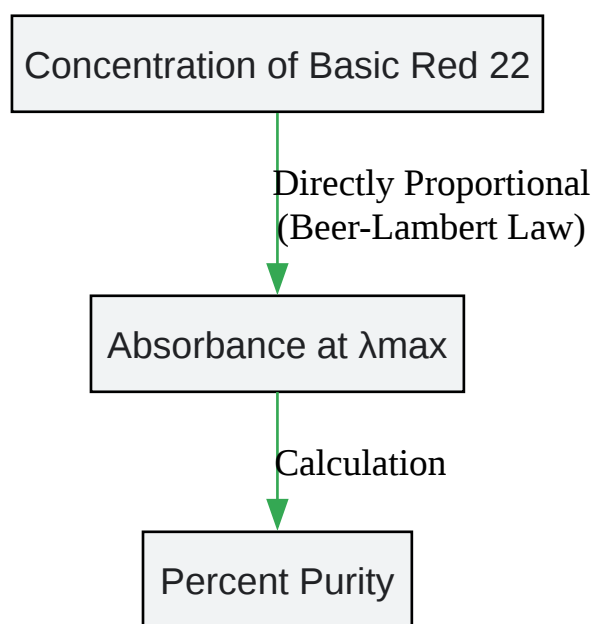 Concentration of Basic Red 22
Directly Proportional
(Beer-Lambert Law)
Absorbance at λmax
Calculation
Percent Purity